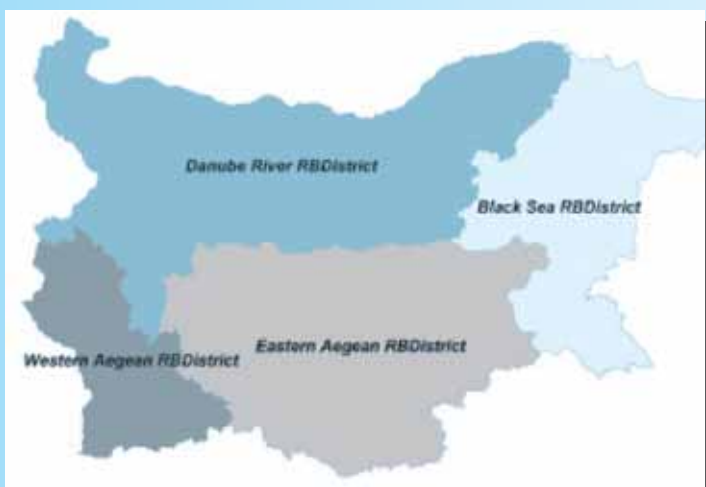 Danube River RBDistrict
Black Sea RBDistrict
Eastern Aegean RBDistrict
Western Aegean RBDistrict